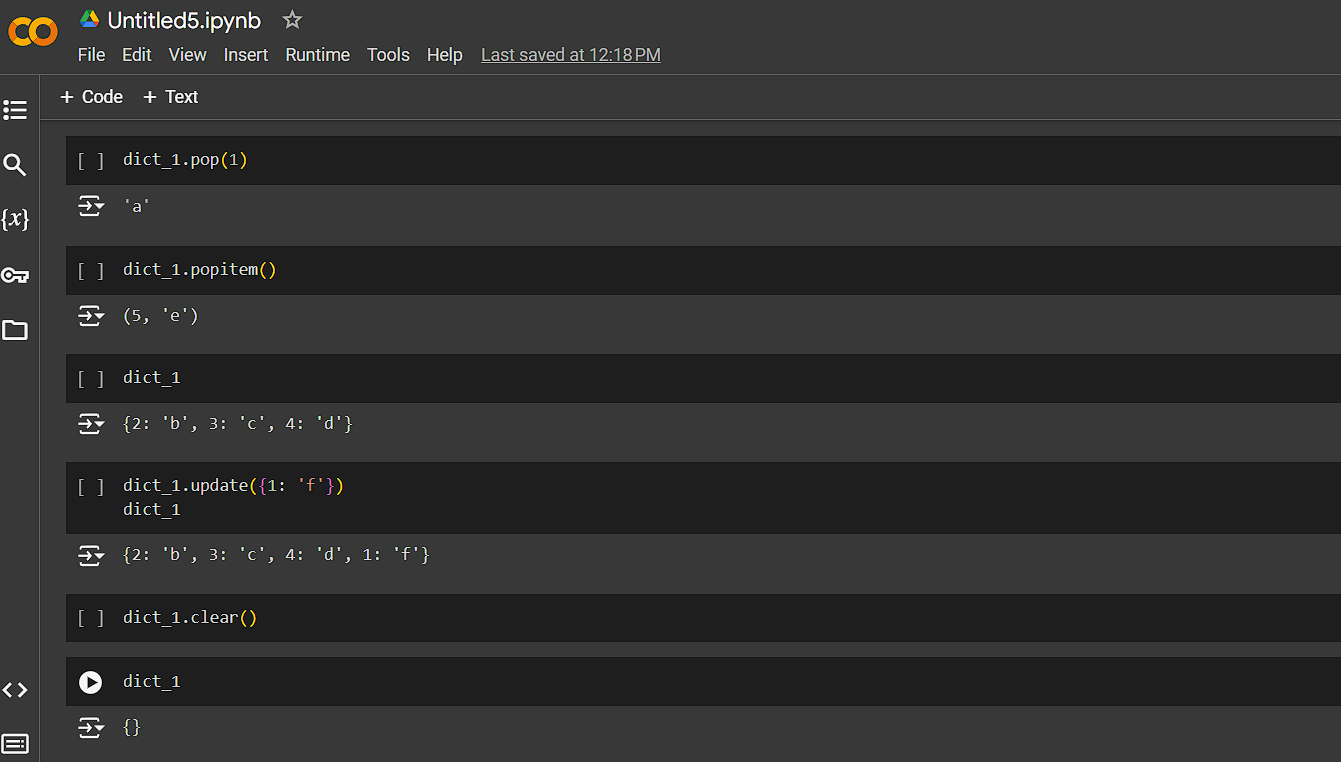 Untitled5.ipynb
File Edit View Insert Runtime Tools Help Last saved at 12:18 PM
+ Code + Text
[ ] dict_1.pop(1)
'a'
[ ] dict_1.popitem()
(5, 'e')
[ ] dict_1
{2: 'b', 3: 'c', 4: 'd'}
[ ] dict_1.update({1: 'f'})
dict_1
{2: 'b', 3: 'c', 4: 'd', 1: 'f'}
[ ] dict_1.clear()
dict_1
{}
{x}